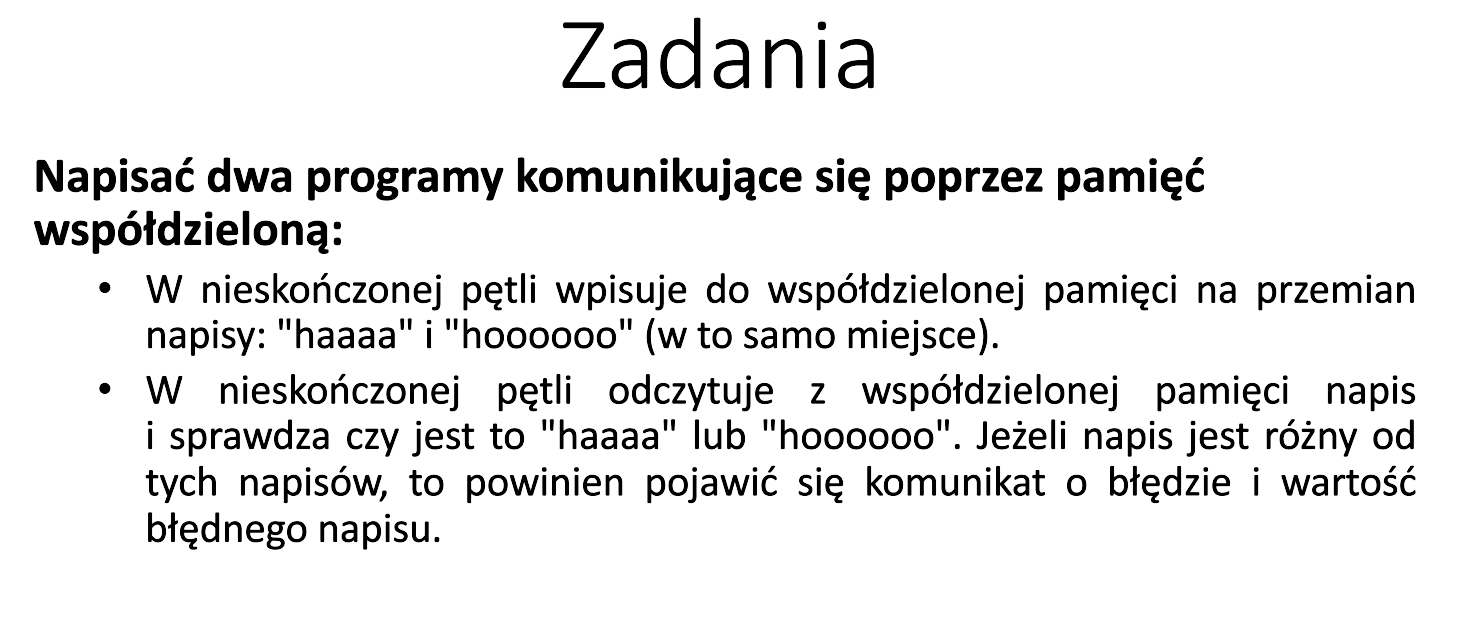 Zadania
Napisać dwa programy komunikujące się poprzez pamięć
współdzieloną:
• W nieskończonej pętli wpisuje do współdzielonej pamięci na przemian
napisy: "haaaa" i "hoooooo" (w to samo miejsce).
• W nieskończonej pętli odczytuje z współdzielonej pamięci napis
i sprawdza czy jest to "haaaa" lub "hoooooo". Jeżeli napis jest różny od
tych napisów, to powinien pojawić się komunikat o błędzie i wartość
błędnego napisu.